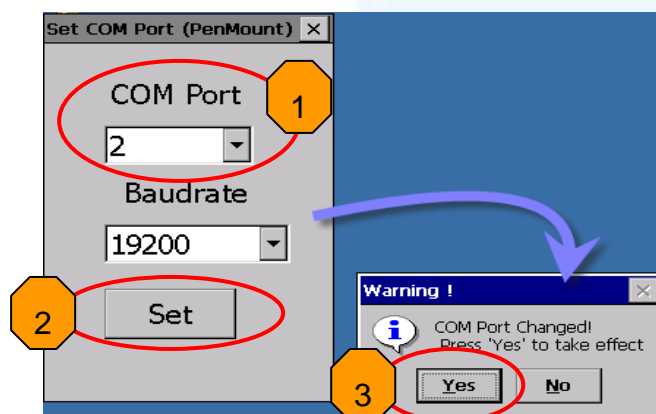 Set COM Port (PenMount)
COM Port
1
2
Baudrate
19200
2
Set
Warning !
COM Port Changed!
Press 'Yes' to take effect
3
Yes
No